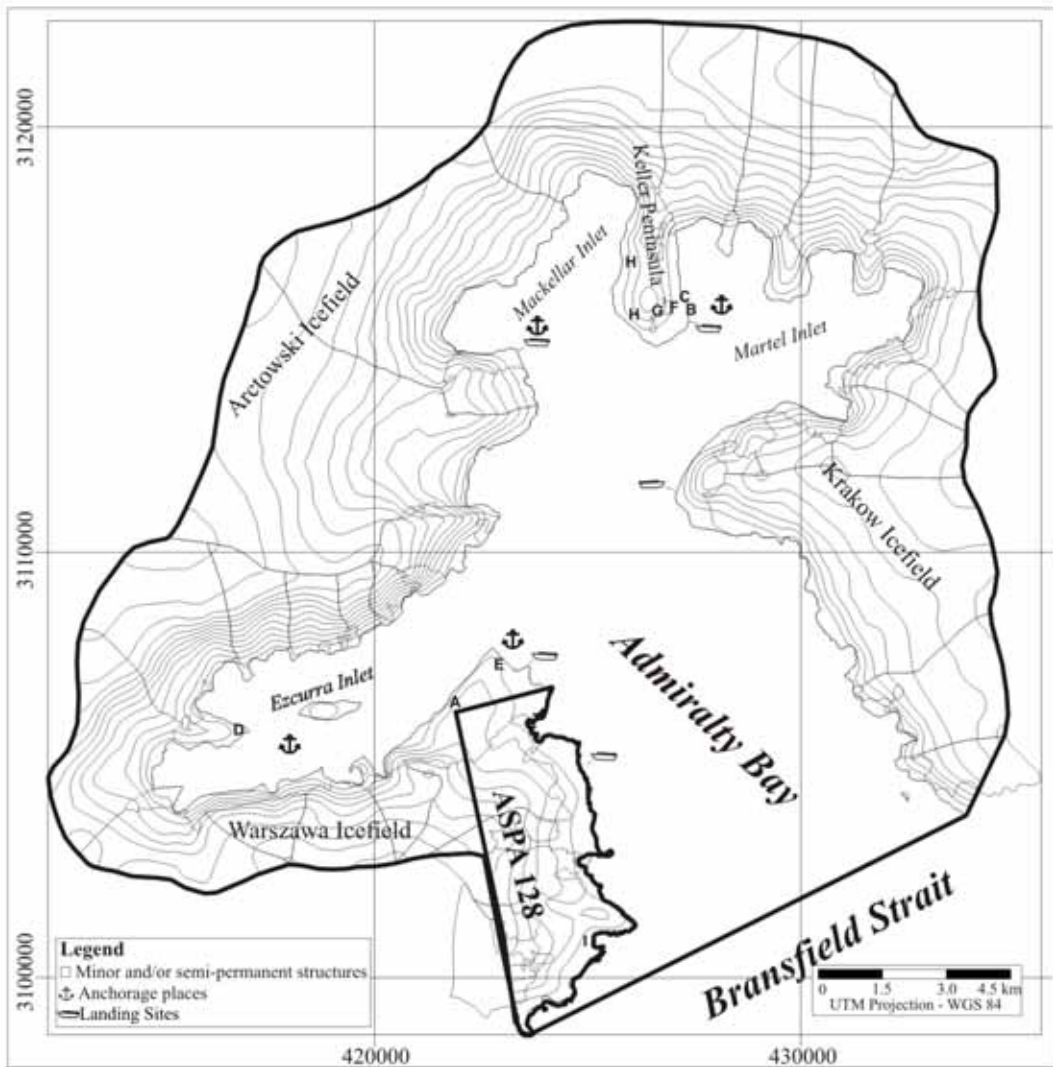 3120000
Keller Peninsula
Mackellar Inlet
H
Arctowski Icefield
H
G
F
C
B
Martel Inlet
Krakow Icefield
3110000
Admiralty Bay
E
Ezcurra Inlet
A
D
ASPA 128
Warszawa Icefield
I
Bransfield Strait
3100000
Legend
Minor and/or semi-permanent structures
Anchorage places
Landing Sites
0 1.5 3.0 4.5 km
UTM Projection - WGS 84
420000
430000